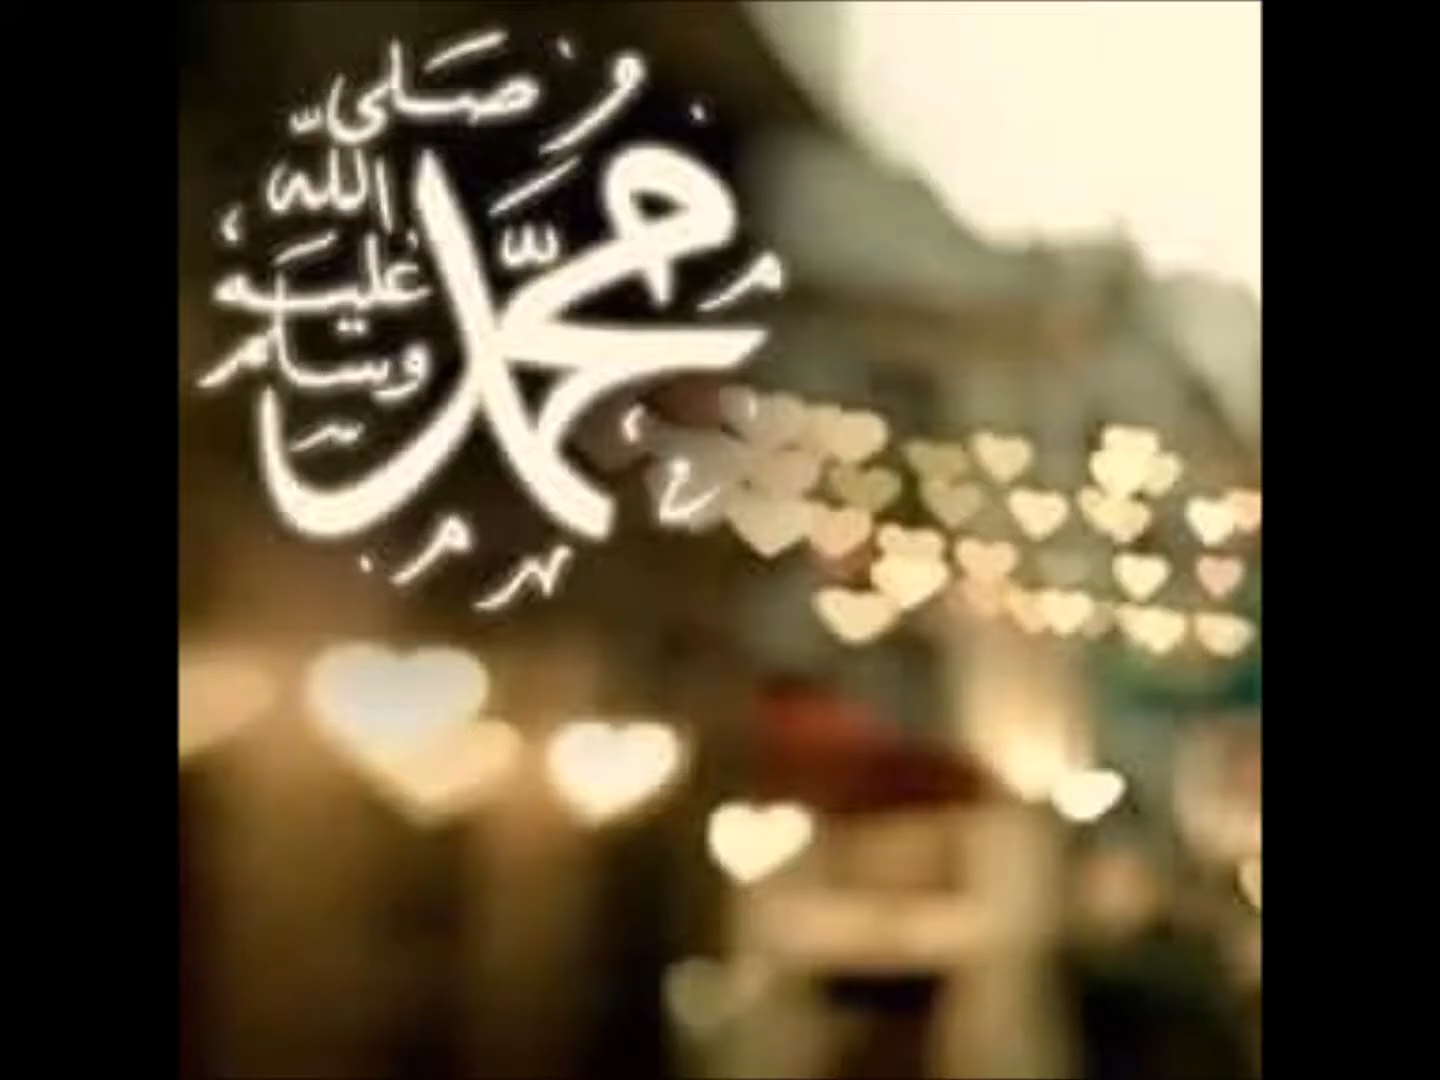 محمد
صلى
الله
عليه
وسلم